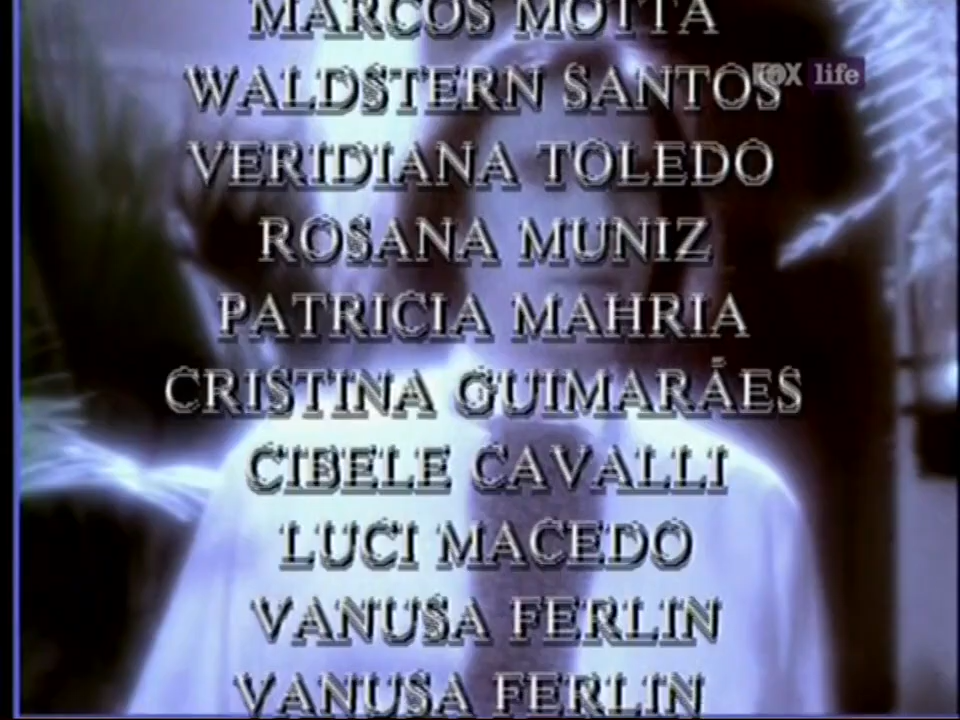 MARCOS MOTTA
FOX life
WALDSTERN SANTOS
VERIDIANA TOLEDO
ROSANA MUNIZ
PATRICIA MAHRIA
CRISTINA GUIMARÃES
CIBELE CAVALLI
LUCI MACEDO
VANUSA FERLIN
VANUSA FERLIN